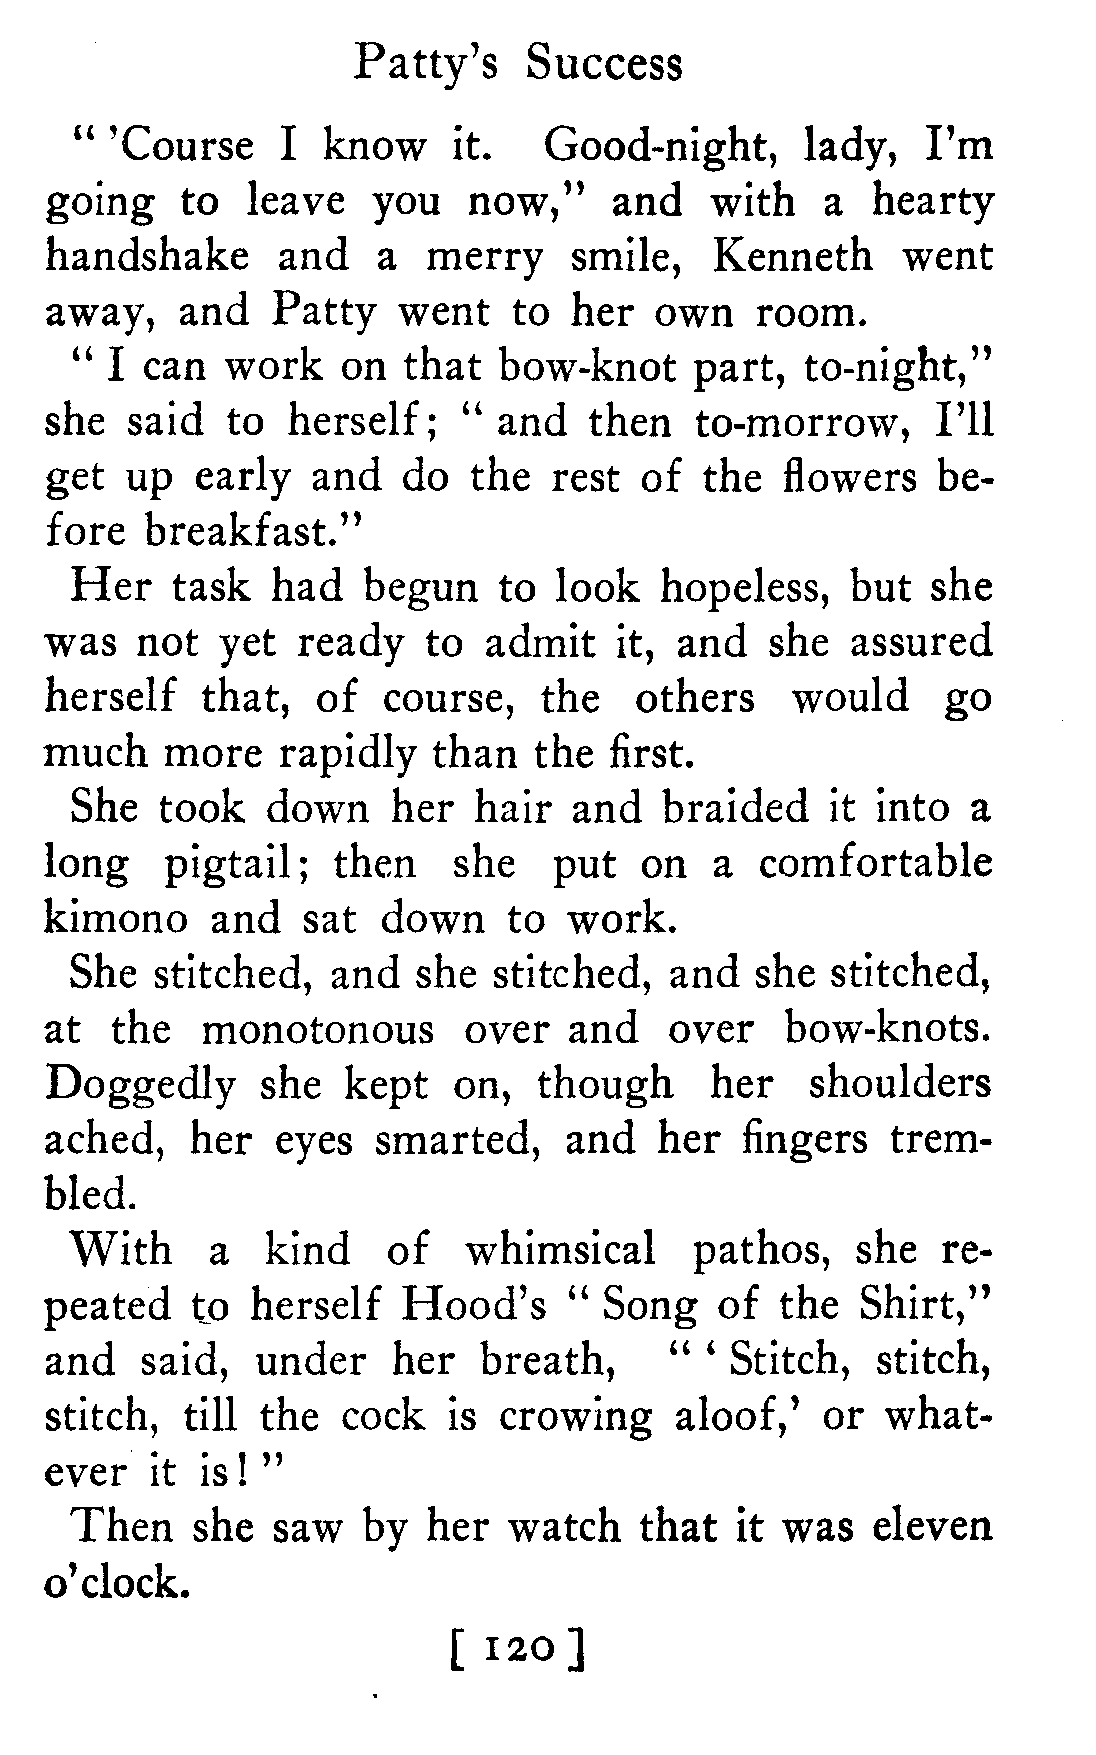 Patty's Success
" 'Course I know it. Good-night, lady, I'm
going to leave you now," and with a hearty
handshake and a merry smile, Kenneth went
away, and Patty went to her own room.
" I can work on that bow-knot part, to-night,"
she said to herself; " and then to-morrow, I'll
get up early and do the rest of the flowers be-
fore breakfast."
Her task had begun to look hopeless, but she
was not yet ready to admit it, and she assured
herself that, of course, the others would go
much more rapidly than the first.
She took down her hair and braided it into a
long pigtail; then she put on a comfortable
kimono and sat down to work.
She stitched, and she stitched, and she stitched,
at the monotonous over and over bow-knots.
Doggedly she kept on, though her shoulders
ached, her eyes smarted, and her fingers trem-
bled.
With a kind of whimsical pathos, she re-
peated to herself Hood's " Song of the Shirt,"
and said, under her breath, " ' Stitch, stitch,
stitch, till the cock is crowing aloof,' or what-
ever it is! "
Then she saw by her watch that it was eleven
o'clock.
[ 120 ]